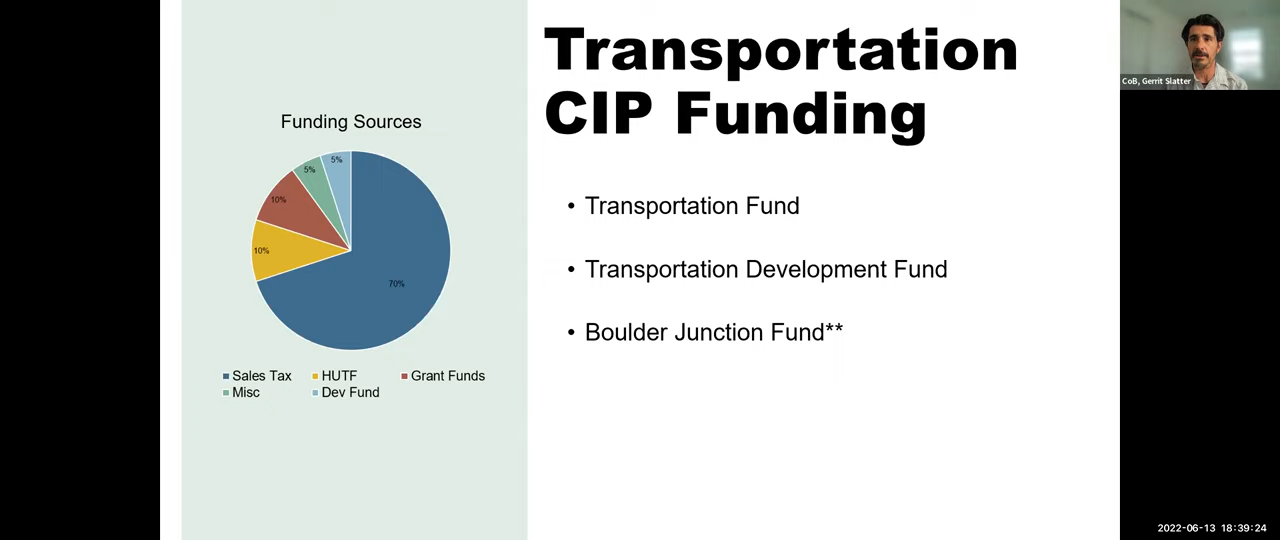 Transportation
CIP Funding
CoB, Gerrit Slatter
Funding Sources
5%
5%
10%
10%
70%
Sales Tax HUTF Grant Funds
Misc Dev Fund
• Transportation Fund
• Transportation Development Fund
• Boulder Junction Fund**
2022-06-13 18:39:24